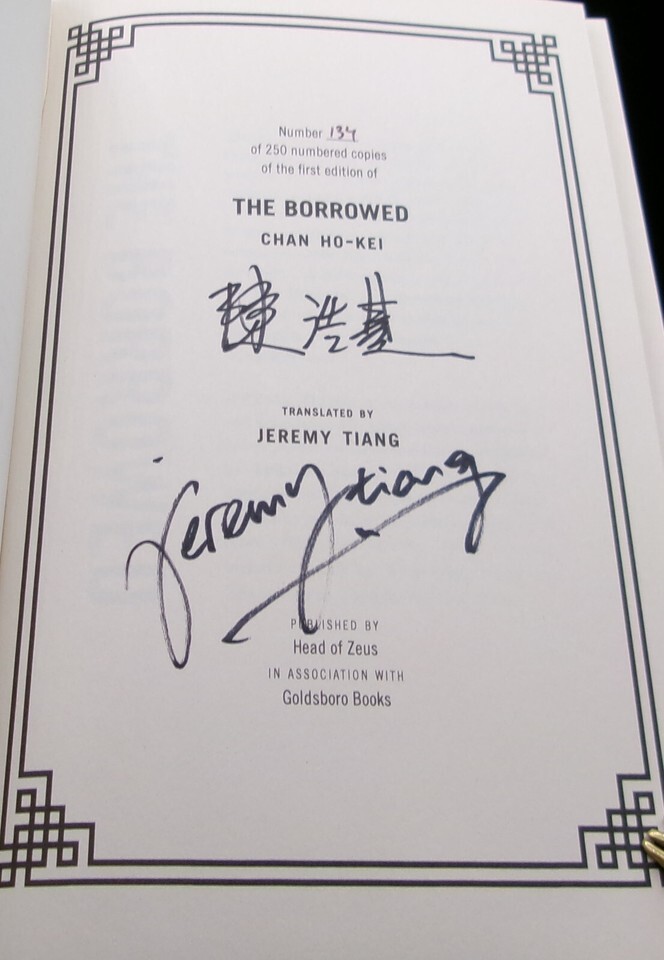 Number 134
of 250 numbered copies
of the first edition of
THE BORROWED
CHAN HO-KEI
陳浩基
TRANSLATED BY
JEREMY TIANG
Jeremy tiang
PUBLISHED BY
Head of Zeus
IN ASSOCIATION WITH
Goldsboro Books